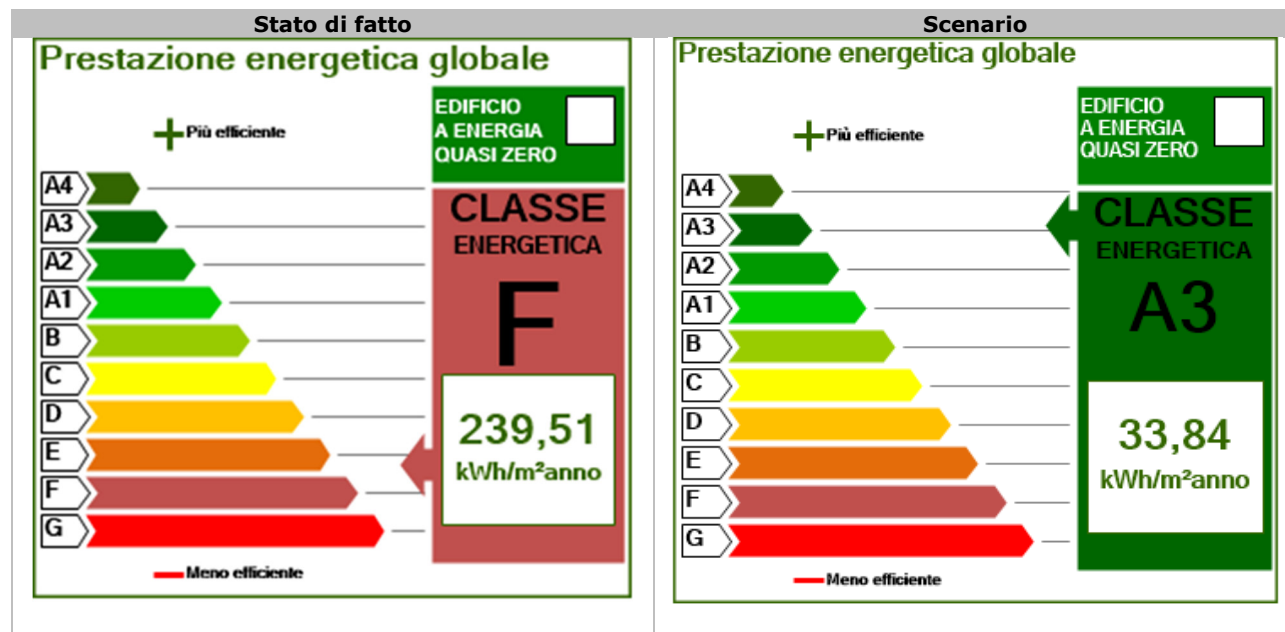 Stato di fatto
Prestazione energetica globale
Più efficiente
EDIFICIO
A ENERGIA
QUASI ZERO
A4
A3
A2
A1
B
C
D
E
F
G
CLASSE
ENERGETICA
F
239,51
kWh/m²anno
Meno efficiente
Scenario
Prestazione energetica globale
Più efficiente
EDIFICIO
A ENERGIA
QUASI ZERO
A4
A3
A2
A1
B
C
D
E
F
G
CLASSE
ENERGETICA
A3
33,84
kWh/m²anno
Meno efficiente